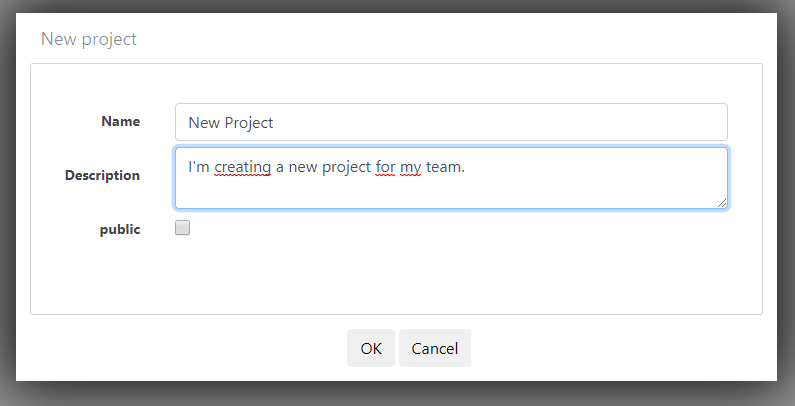 New project
Name
New Project
Description
I'm creating a new project for my team.
public
OK
Cancel